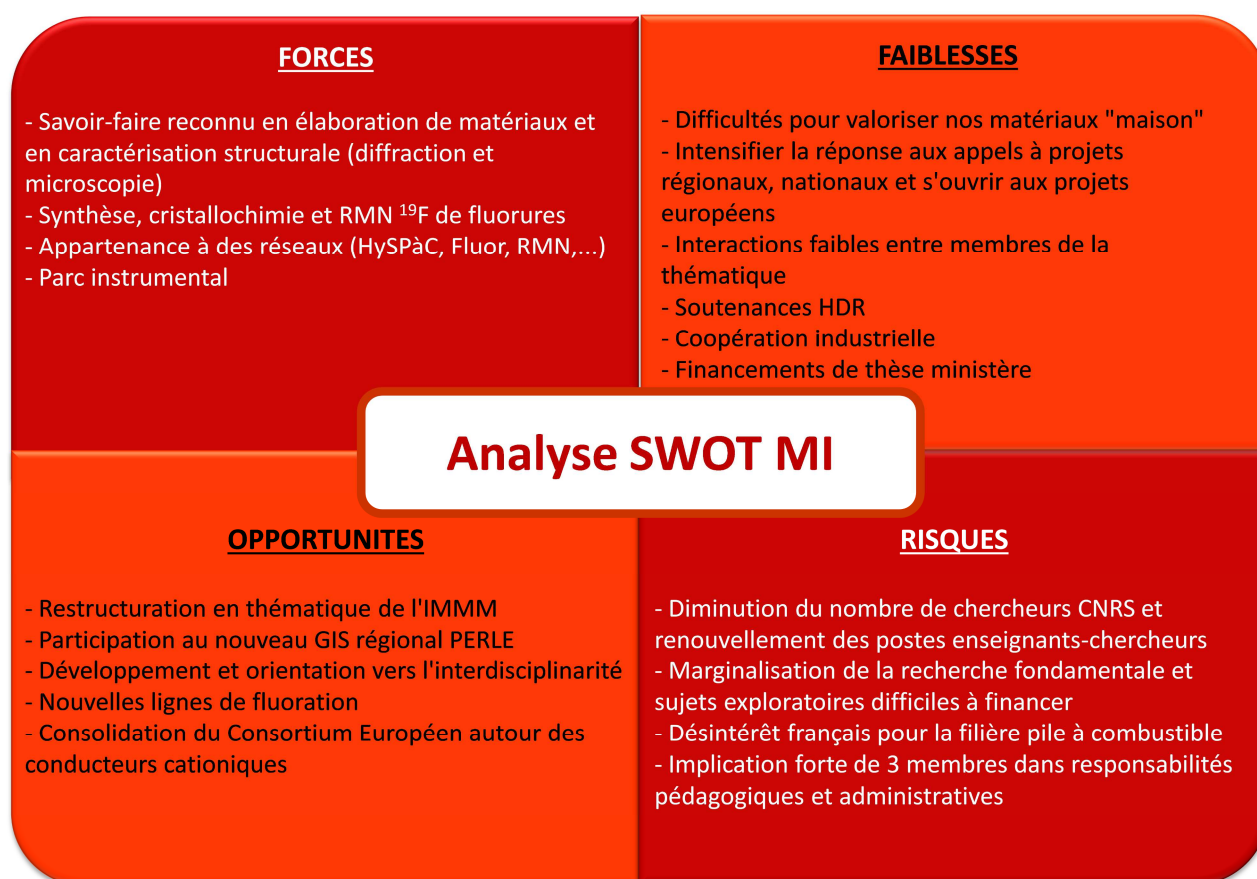 FORCES
- Savoir-faire reconnu en élaboration de matériaux et
en caractérisation structurale (diffraction et
microscopie)
- Synthèse, cristallochimie et RMN ¹⁹F de fluorures
- Appartenance à des réseaux (HySPàC, Fluor, RMN,...)
- Parc instrumental
FAIBLESSES
- Difficultés pour valoriser nos matériaux "maison"
- Intensifier la réponse aux appels à projets
régionaux, nationaux et s'ouvrir aux projets
européens
- Interactions faibles entre membres de la
thématique
- Soutenances HDR
- Coopération industrielle
- Financements de thèse ministère
Analyse SWOT MI
OPPORTUNITES
- Restructuration en thématique de l'IMMM
- Participation au nouveau GIS régional PERLE
- Développement et orientation vers l'interdisciplinarité
- Nouvelles lignes de fluoration
- Consolidation du Consortium Européen autour des
conducteurs cationiques
RISQUES
- Diminution du nombre de chercheurs CNRS et
renouvellement des postes enseignants-chercheurs
- Marginalisation de la recherche fondamentale et
sujets exploratoires difficiles à financer
- Désintérêt français pour la filière pile à combustible
- Implication forte de 3 membres dans responsabilités
pédagogiques et administratives